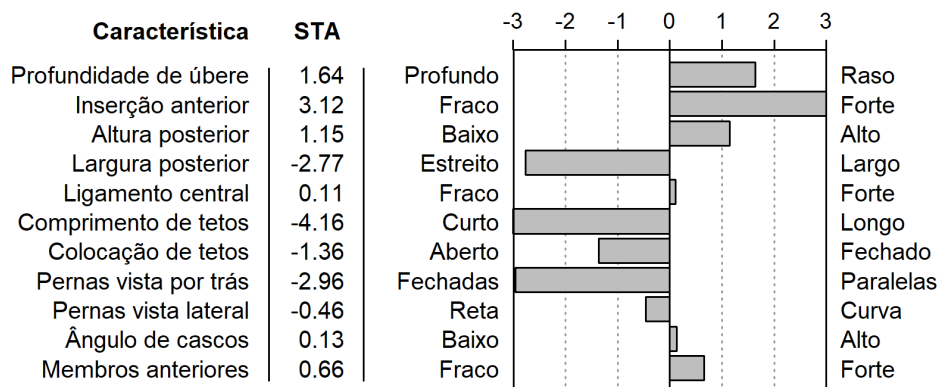 -3 -2 -1 0 1 2 3
Característica STA
Profundidade de úbere 1.64 Profundo Raso
Inserção anterior 3.12 Fraco Forte
Altura posterior 1.15 Baixo Alto
Largura posterior -2.77 Estreito Largo
Ligamento central 0.11 Fraco Forte
Comprimento de tetos -4.16 Curto Longo
Colocação de tetos -1.36 Aberto Fechado
Pernas vista por trás -2.96 Fechadas Paralelas
Pernas vista lateral -0.46 Reta Curva
Ângulo de cascos 0.13 Baixo Alto
Membros anteriores 0.66 Fraco Forte